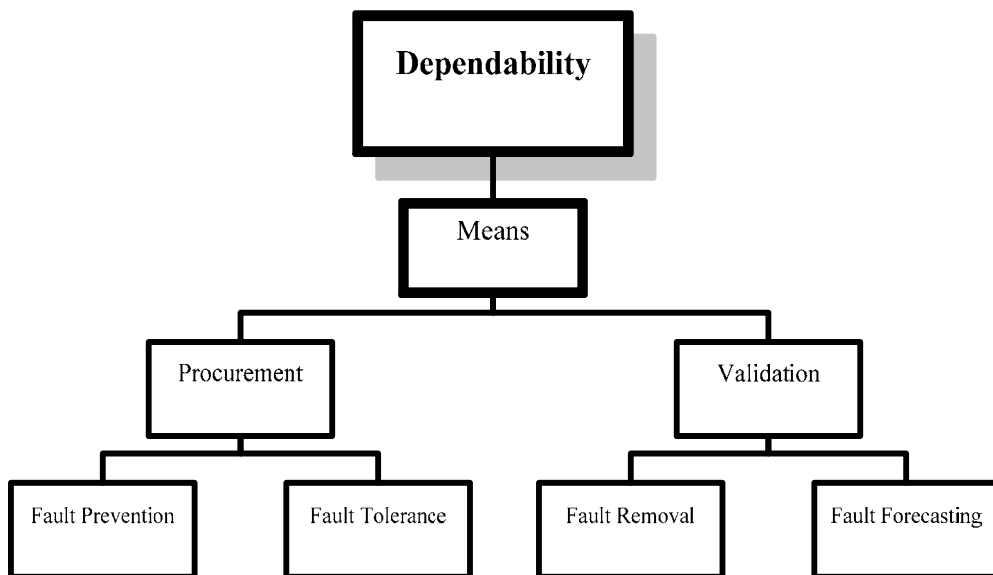 Dependability
Means
Procurement
Validation
Fault Prevention
Fault Tolerance
Fault Removal
Fault Forecasting